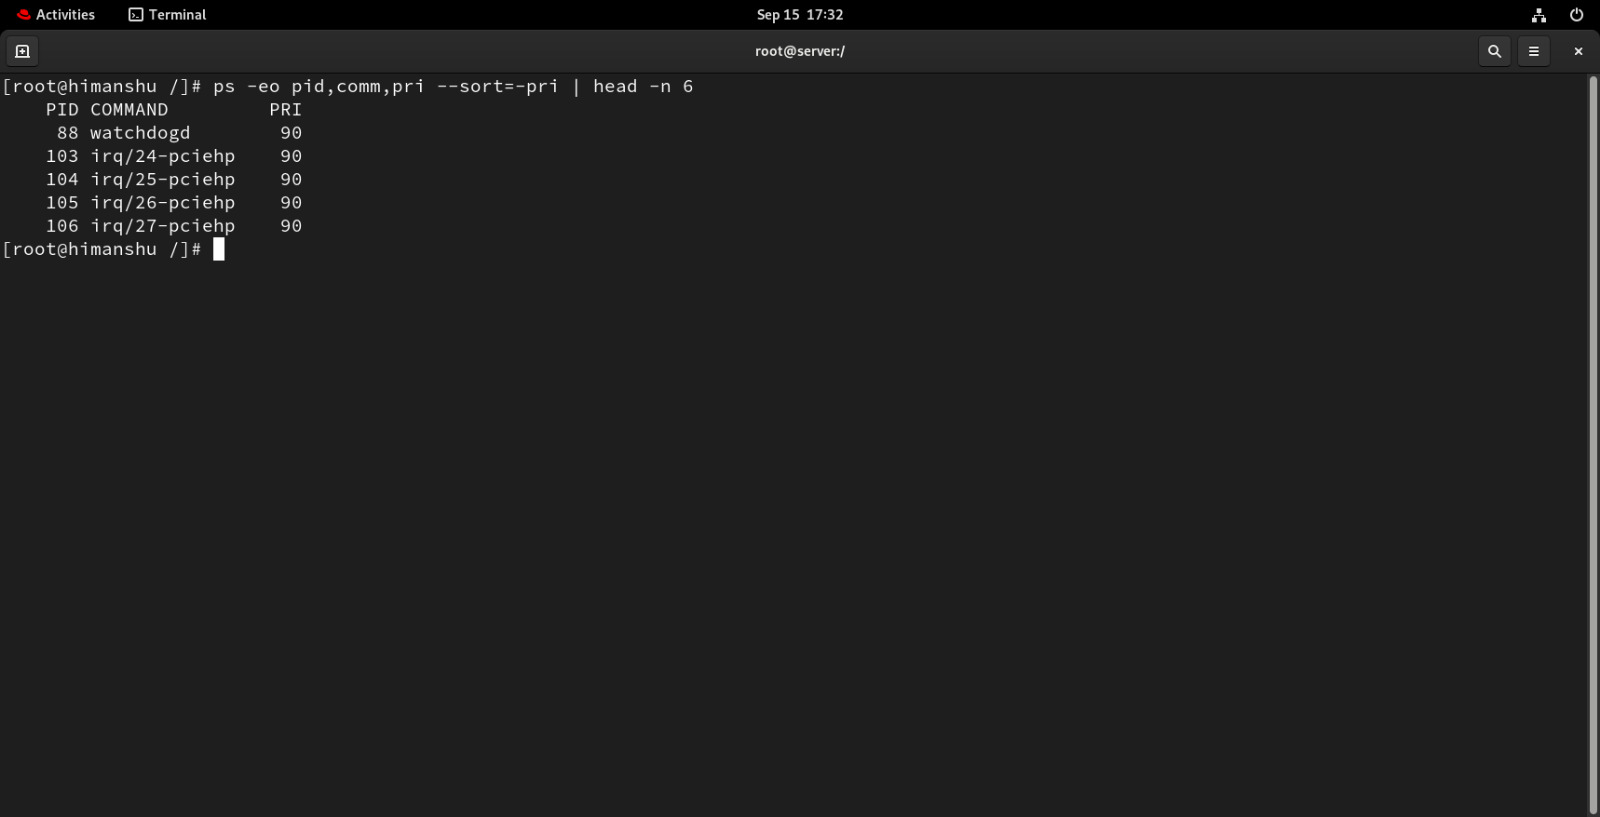 Activities Terminal Sep 15 17:32
root@server:/
[root@himanshu /]# ps -eo pid,comm,pri --sort=-pri | head -n 6
    PID COMMAND         PRI
     88 watchdogd        90
    103 irq/24-pciehp    90
    104 irq/25-pciehp    90
    105 irq/26-pciehp    90
    106 irq/27-pciehp    90
[root@himanshu /]#